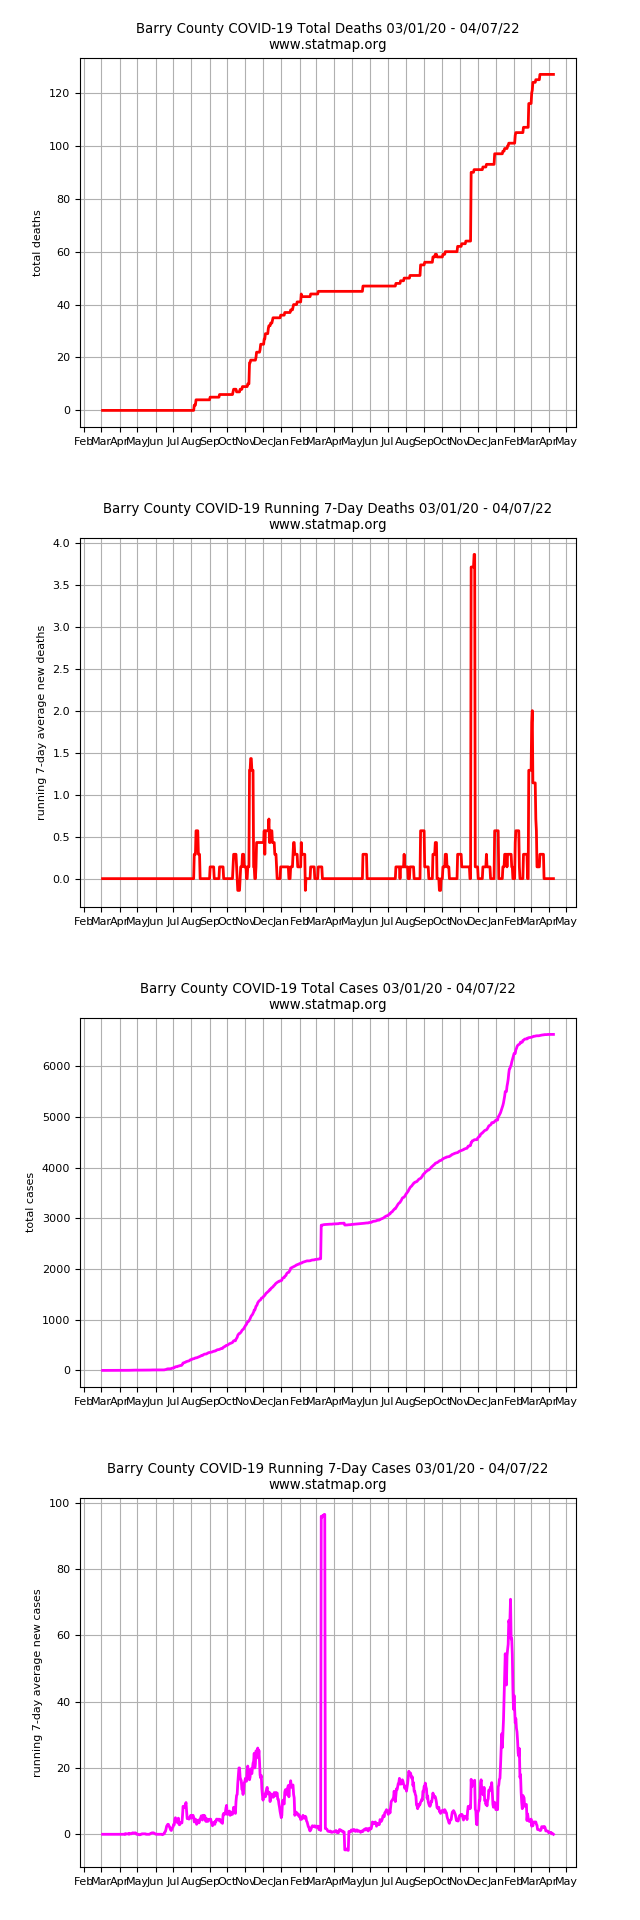 Barry County COVID-19 Total Deaths 03/01/20 - 04/07/22
www.statmap.org
120
100
80
60
40
20
0
total deaths
Feb Mar Apr May Jun Jul Aug Sep Oct Nov Dec Jan Feb Mar Apr May Jun Jul Aug Sep Oct Nov Dec Jan Feb Mar Apr May
Barry County COVID-19 Running 7-Day Deaths 03/01/20 - 04/07/22
www.statmap.org
4.0
3.5
3.0
2.5
2.0
1.5
1.0
0.5
0.0
running 7-day average new deaths
Feb Mar Apr May Jun Jul Aug Sep Oct Nov Dec Jan Feb Mar Apr May Jun Jul Aug Sep Oct Nov Dec Jan Feb Mar Apr May
Barry County COVID-19 Total Cases 03/01/20 - 04/07/22
www.statmap.org
6000
5000
4000
3000
2000
1000
0
total cases
Feb Mar Apr May Jun Jul Aug Sep Oct Nov Dec Jan Feb Mar Apr May Jun Jul Aug Sep Oct Nov Dec Jan Feb Mar Apr May
Barry County COVID-19 Running 7-Day Cases 03/01/20 - 04/07/22
www.statmap.org
100
80
60
40
20
0
running 7-day average new cases
Feb Mar Apr May Jun Jul Aug Sep Oct Nov Dec Jan Feb Mar Apr May Jun Jul Aug Sep Oct Nov Dec Jan Feb Mar Apr May